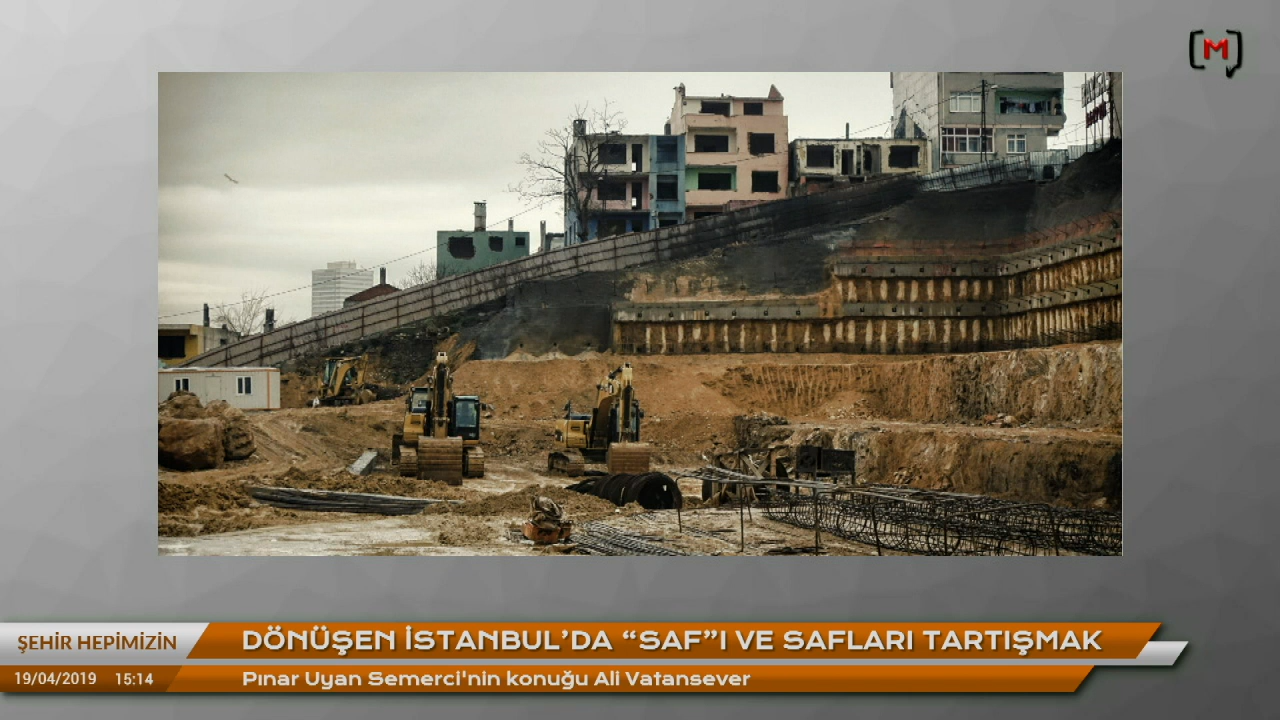 M
ŞEHİR HEPİMİZİN
DÖNÜŞEN İSTANBUL’DA “SAF”I VE SAFLARI TARTIŞMAK
19/04/2019 15:14
Pınar Uyan Semerci'nin konuğu Ali Vatansever